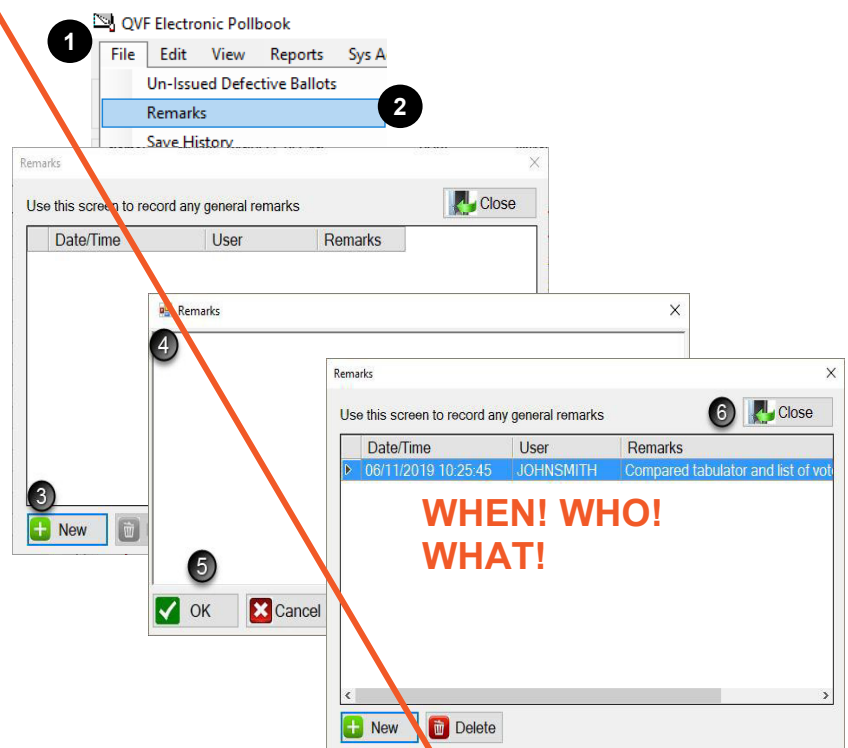 QVF Electronic Pollbook
1
File Edit View Reports Sys A
Un-Issued Defective Ballots
Remarks
2
Save History
Remarks
Use this screen to record any general remarks
Close
Date/Time User Remarks
Remarks
4
3
New
5
OK Cancel
Remarks
Use this screen to record any general remarks
6 Close
Date/Time User Remarks
06/11/2019 10:25:45 JOHNSMITH Compared tabulator and list of vot
WHEN! WHO!
WHAT!
New Delete